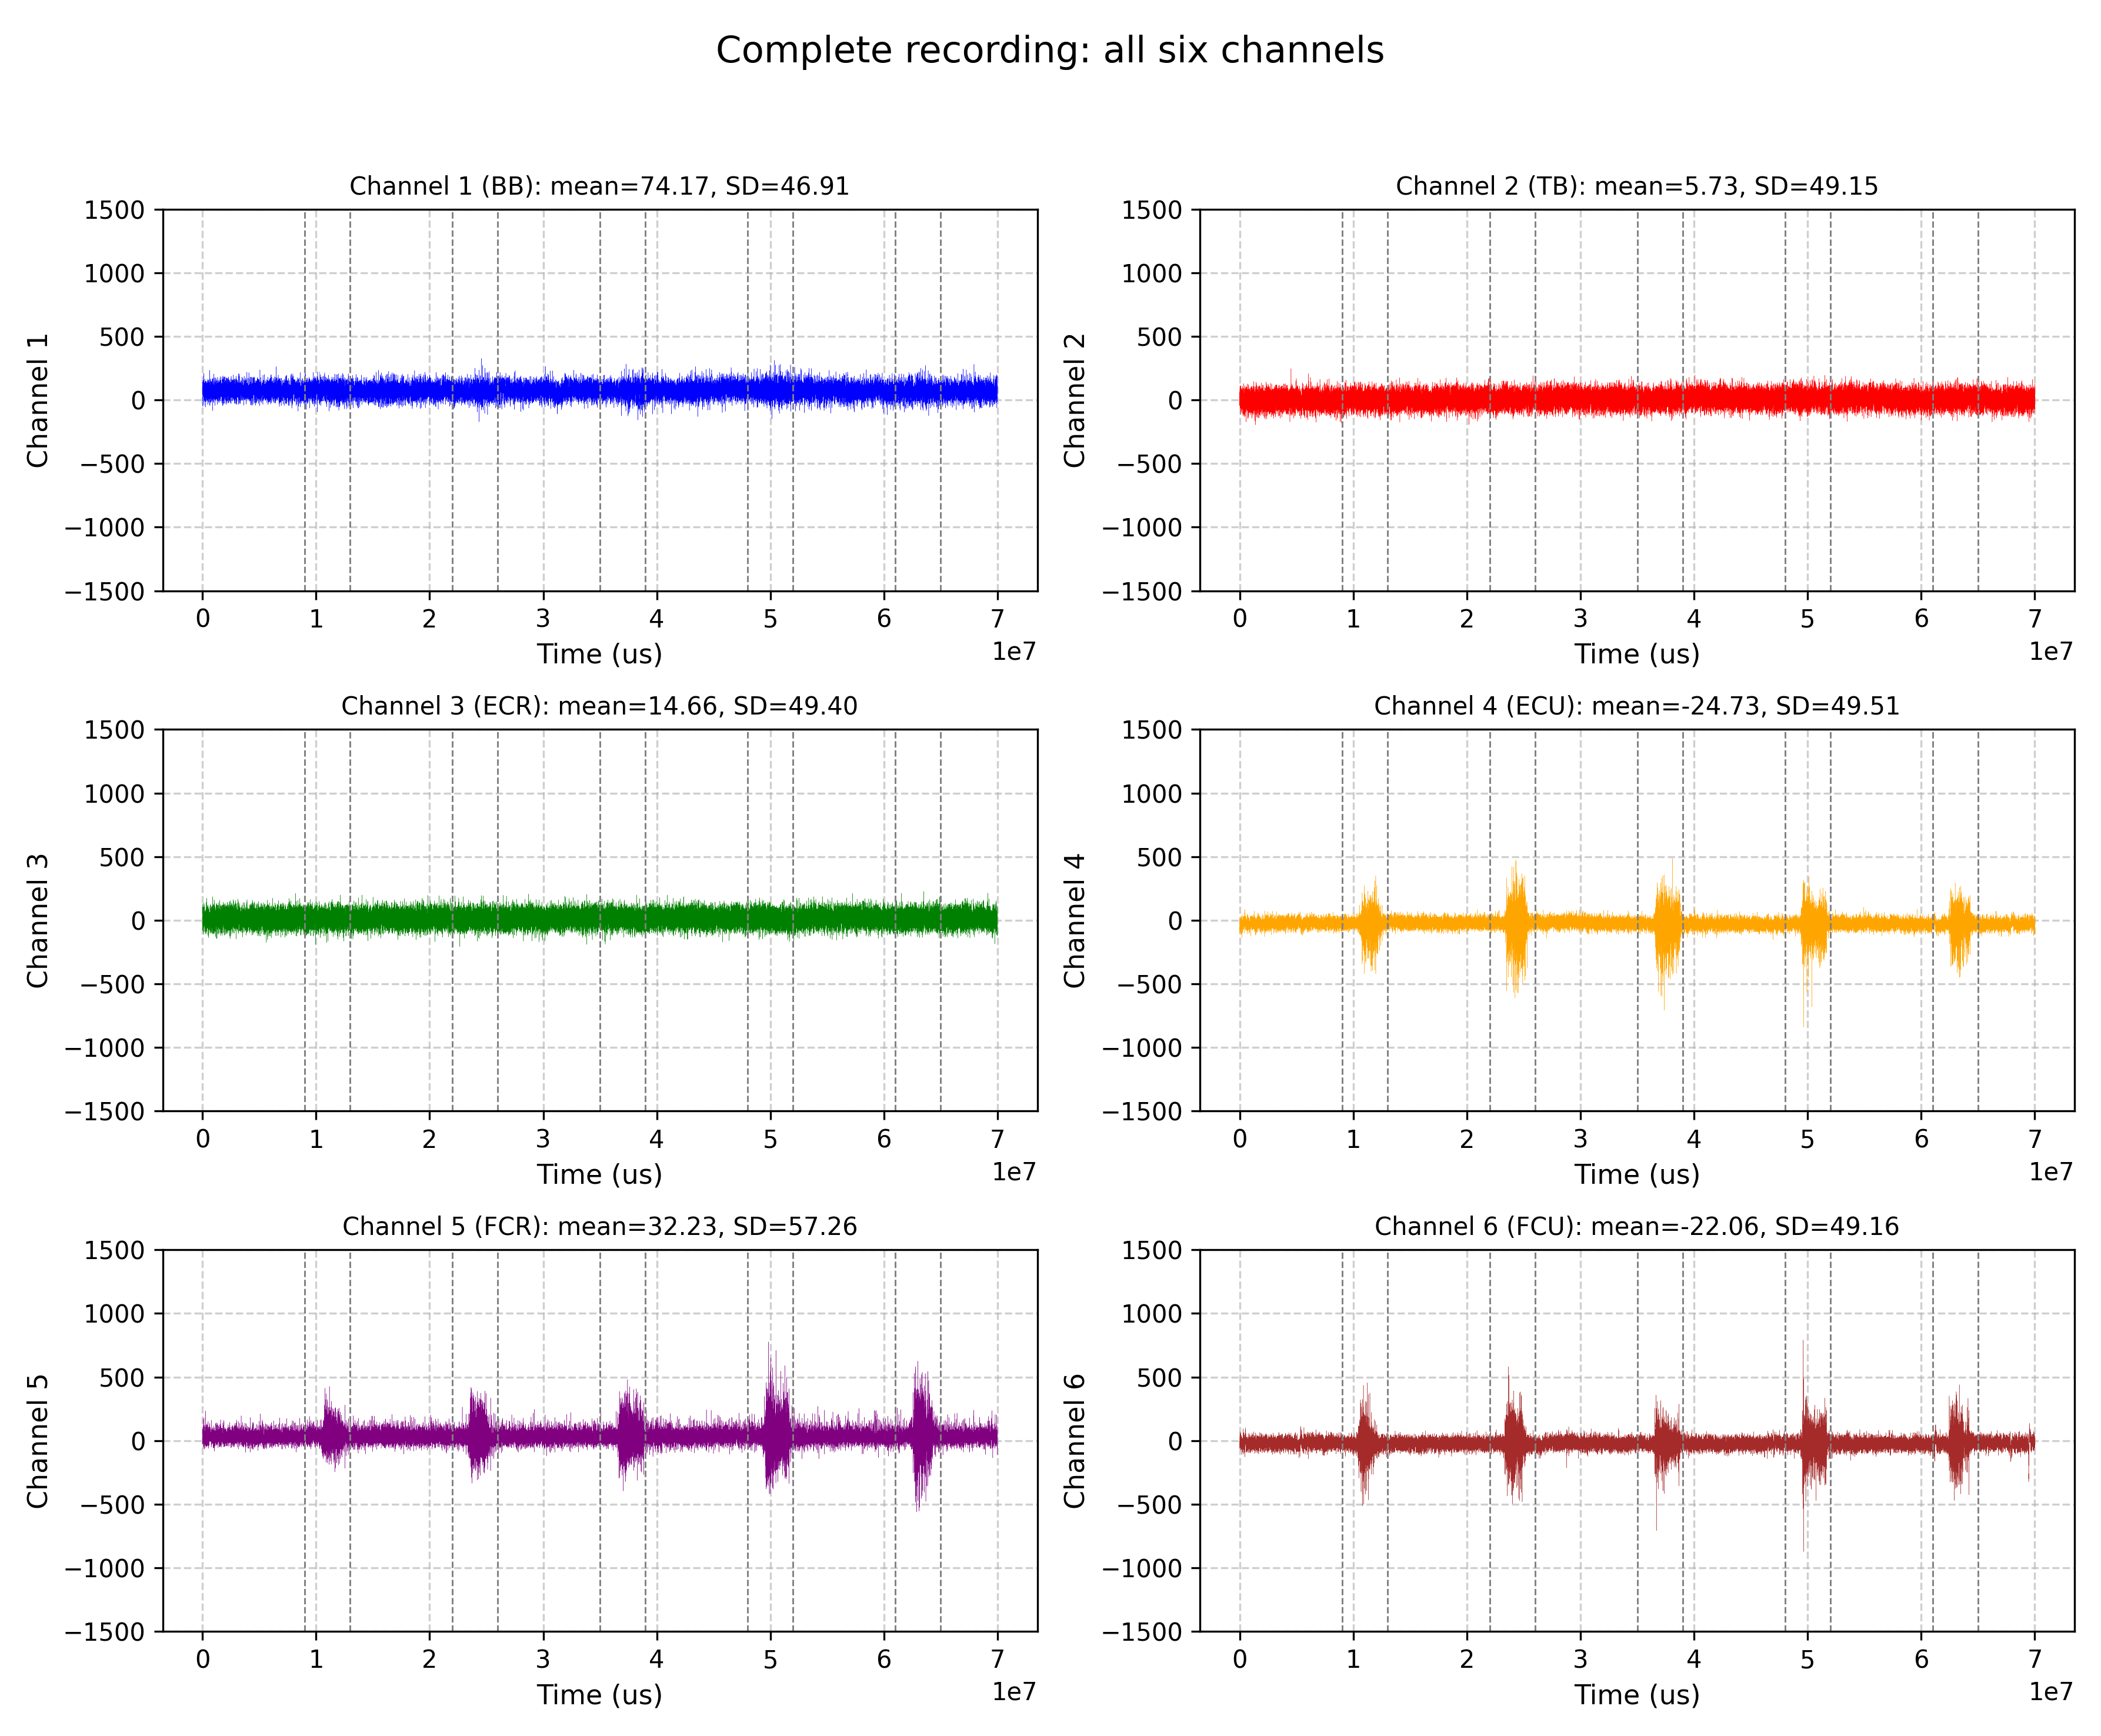 Complete recording: all six channels
Channel 1 (BB): mean=74.17, SD=46.91
Channel 1
1500
1000
500
0
−500
−1000
−1500
0 1 2 3 4 5 6 7
1e7
Time (us)
Channel 2 (TB): mean=5.73, SD=49.15
Channel 2
1500
1000
500
0
−500
−1000
−1500
0 1 2 3 4 5 6 7
1e7
Time (us)
Channel 3 (ECR): mean=14.66, SD=49.40
Channel 3
1500
1000
500
0
−500
−1000
−1500
0 1 2 3 4 5 6 7
1e7
Time (us)
Channel 4 (ECU): mean=-24.73, SD=49.51
Channel 4
1500
1000
500
0
−500
−1000
−1500
0 1 2 3 4 5 6 7
1e7
Time (us)
Channel 5 (FCR): mean=32.23, SD=57.26
Channel 5
1500
1000
500
0
−500
−1000
−1500
0 1 2 3 4 5 6 7
1e7
Time (us)
Channel 6 (FCU): mean=-22.06, SD=49.16
Channel 6
1500
1000
500
0
−500
−1000
−1500
0 1 2 3 4 5 6 7
1e7
Time (us)